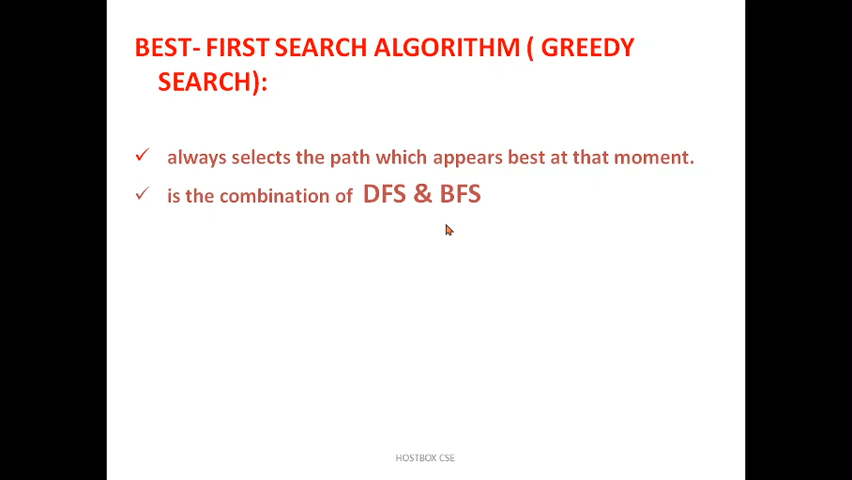 BEST- FIRST SEARCH ALGORITHM ( GREEDY
SEARCH):
✓ always selects the path which appears best at that moment.
✓ is the combination of DFS & BFS
HOSTBOX CSE